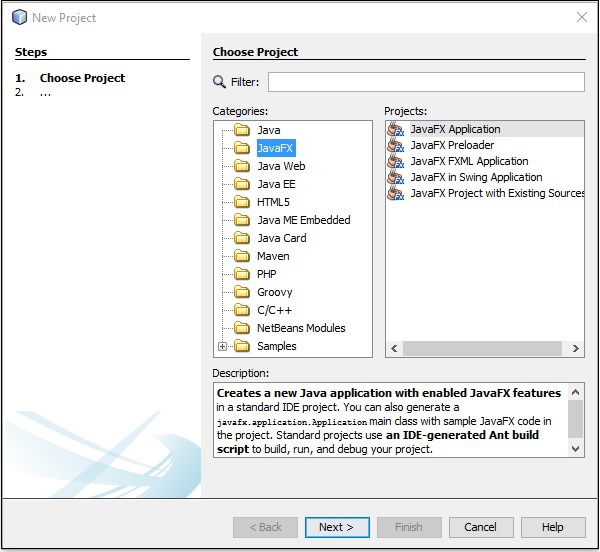 New Project
Steps
1. Choose Project
2. ...
Choose Project
Filter:
Categories:
Java
JavaFX
Java Web
Java EE
HTML5
Java ME Embedded
Java Card
Maven
PHP
Groovy
C/C++
NetBeans Modules
Samples
Projects:
JavaFX Application
JavaFX Preloader
JavaFX FXML Application
JavaFX in Swing Application
JavaFX Project with Existing Sources
Description:
Creates a new Java application with enabled JavaFX features
in a standard IDE project. You can also generate a
javafx.application.Application main class with sample JavaFX code in
the project. Standard projects use an IDE-generated Ant build
script to build, run, and debug your project.
< Back
Next >
Finish
Cancel
Help